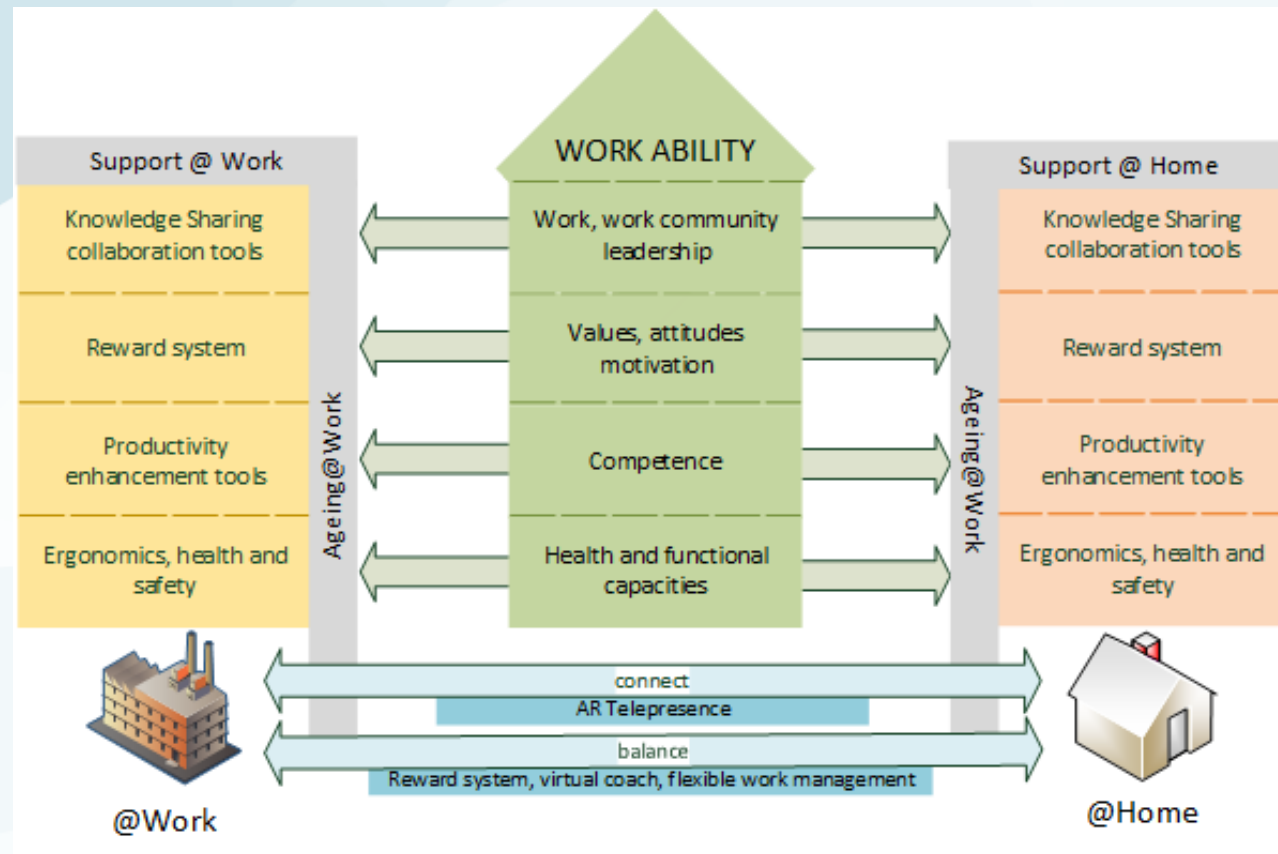 WORK ABILITY
Support @ Work
Support @ Home
Knowledge Sharing
collaboration tools
Work, work community
leadership
Knowledge Sharing
collaboration tools
Reward system
Values, attitudes
motivation
Reward system
Ageing@Work
Ageing@Work
Productivity
enhancement tools
Competence
Productivity
enhancement tools
Ergonomics, health and
safety
Health and functional
capacities
Ergonomics, health and
safety
connect
AR Telepresence
balance
Reward system, virtual coach, flexible work management
@Work
@Home